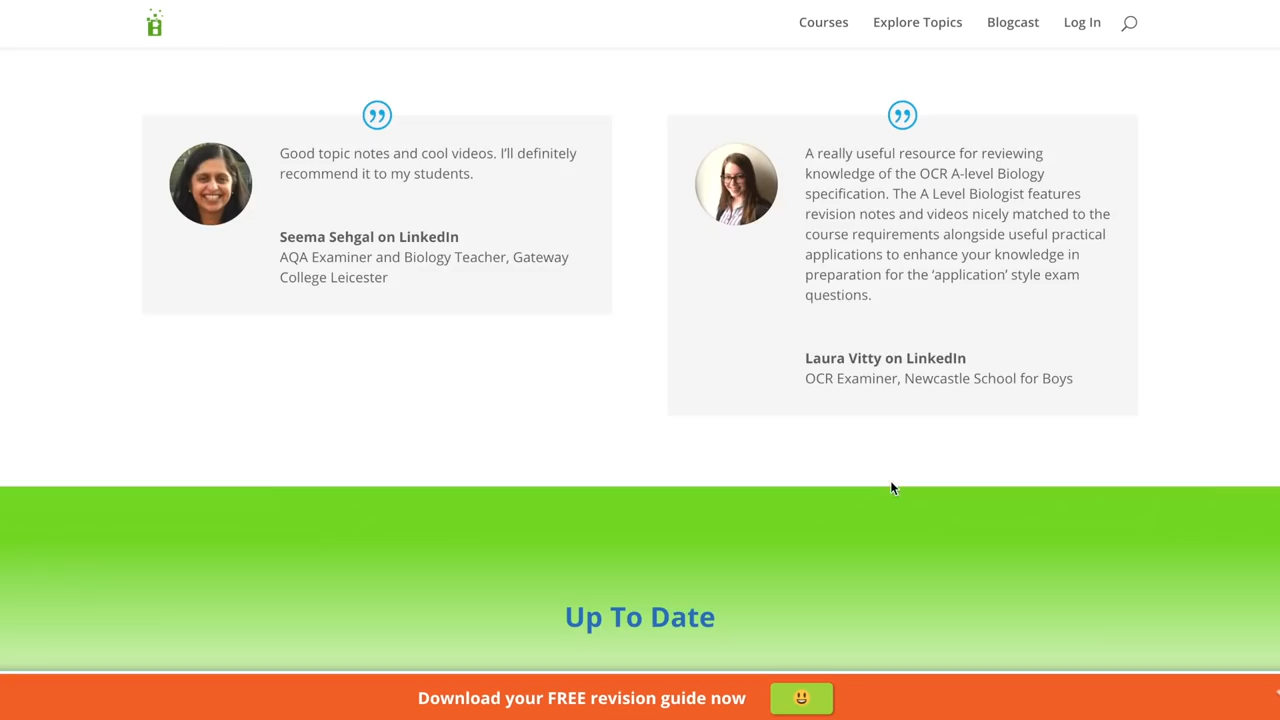 Courses
Explore Topics
Blogcast
Log In
Good topic notes and cool videos. I’ll definitely
recommend it to my students.
Seema Sehgal on LinkedIn
AQA Examiner and Biology Teacher, Gateway
College Leicester
A really useful resource for reviewing
knowledge of the OCR A-level Biology
specification. The A Level Biologist features
revision notes and videos nicely matched to the
course requirements alongside useful practical
applications to enhance your knowledge in
preparation for the ‘application’ style exam
questions.
Laura Vitty on LinkedIn
OCR Examiner, Newcastle School for Boys
Up To Date
Download your FREE revision guide now